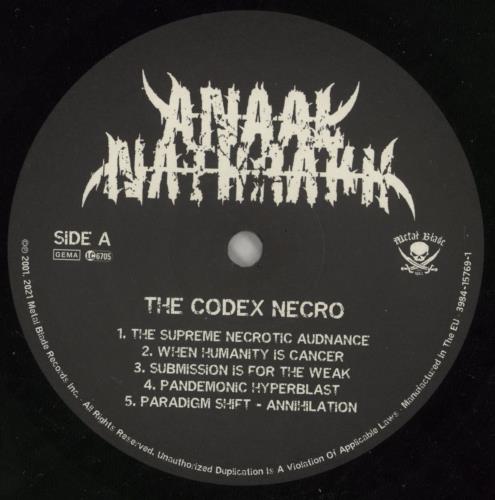 ANAAL
NATHRAKH
SIDE A
GEMA
LC 6705
Metal Blade
THE CODEX NECRO
1. THE SUPREME NECROTIC AUDNANCE
2. WHEN HUMANITY IS CANCER
3. SUBMISSION IS FOR THE WEAK
4. PANDEMONIC HYPERBLAST
5. PARADIGM SHIFT - ANNIHILATION
℗© 2001, 2021 Metal Blade Records Inc. . All Rights Reserved. Unauthorized Duplication Is A Violation Of Applicable Laws . Manufactured In The EU 3984-15769-1